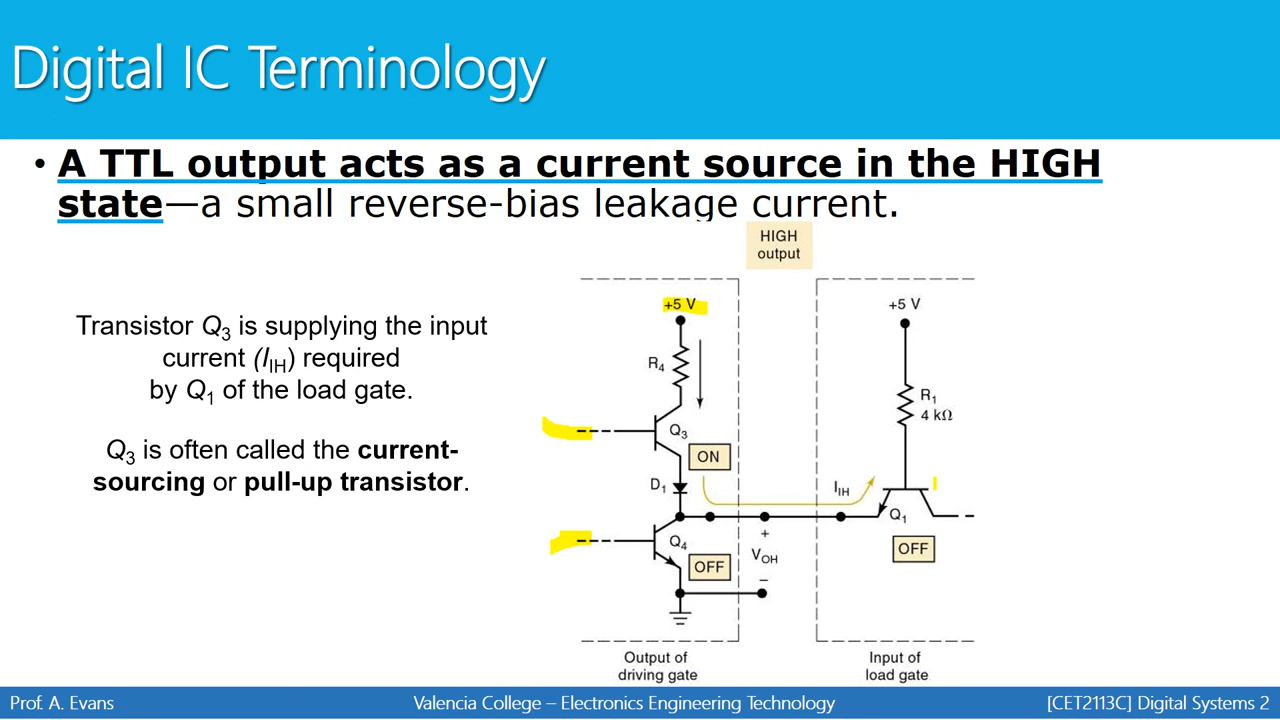 Digital IC Terminology
• A TTL output acts as a current source in the HIGH
state—a small reverse-bias leakage current.
HIGH
output
Transistor Q3 is supplying the input
current (IIH) required
by Q1 of the load gate.
Q3 is often called the current-
sourcing or pull-up transistor.
+5 V
+5 V
R4
R1
4 kΩ
Q3
ON
D1
IIH
Q1
Q4
OFF
+
VOH
–
OFF
Output of
driving gate
Input of
load gate
Prof. A. Evans
Valencia College – Electronics Engineering Technology
[CET2113C] Digital Systems 2